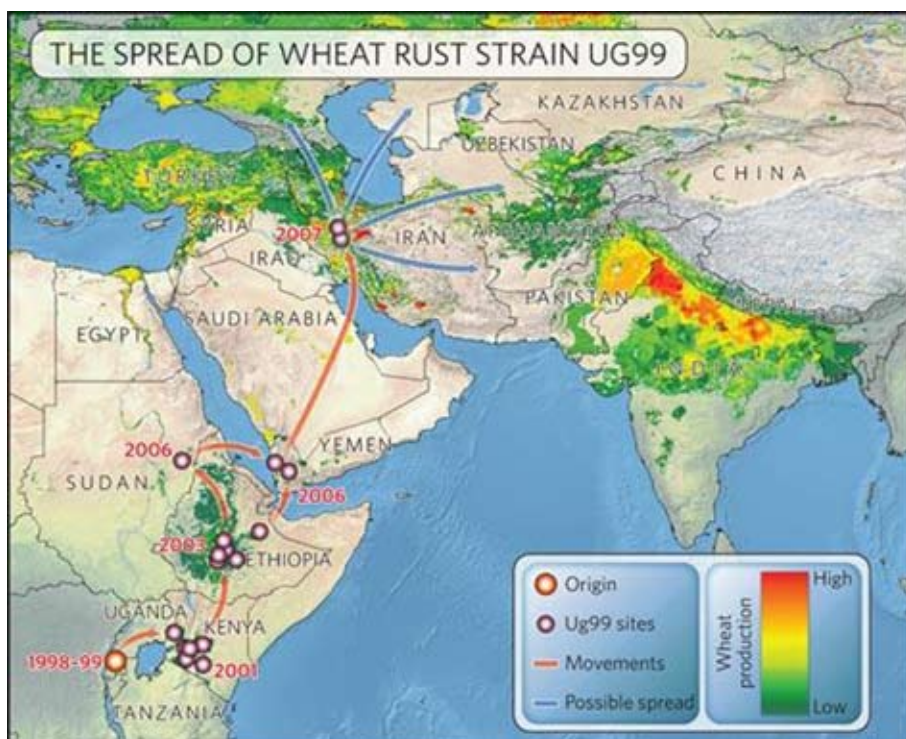 THE SPREAD OF WHEAT RUST STRAIN UG99
KAZAKHSTAN
UZBEKISTAN
CHINA
TURKEY
SYRIA
2007
IRAN
AFGHANISTAN
IRAQ
PAKISTAN
NEPAL
SAUDI ARABIA
EGYPT
INDIA
YEMEN
2006
SUDAN
2006
2003
ETHIOPIA
UGANDA
KENYA
1998-99
2001
TANZANIA
Origin
Ug99 sites
Movements
Possible spread
Wheat
production
High
Low